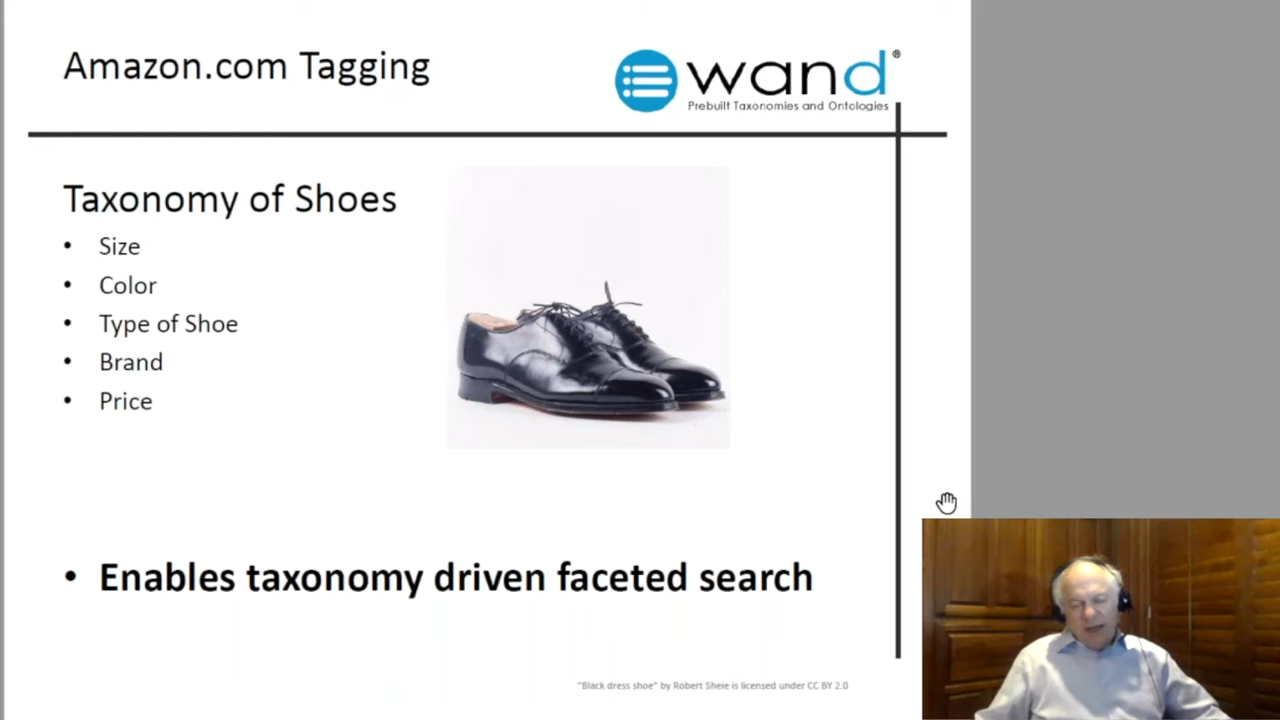 Amazon.com Tagging
wand®
Prebuilt Taxonomies and Ontologies
Taxonomy of Shoes
• Size
• Color
• Type of Shoe
• Brand
• Price
• Enables taxonomy driven faceted search
"Black dress shoe" by Robert Sheie is licensed under CC BY 2.0